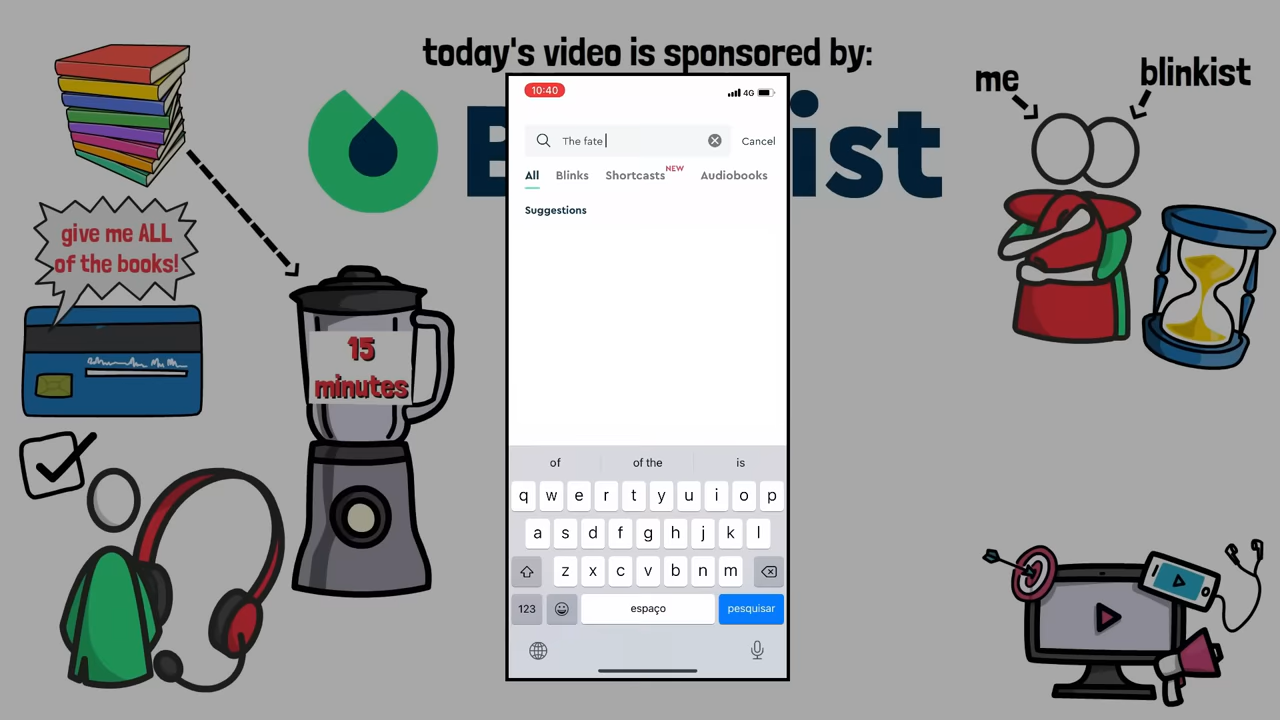 today's video is sponsored by:
me
blinkist
B ist
give me ALL
of the books!
15
minutes
10:40
4G
The fate
Cancel
All Blinks Shortcasts NEW Audiobooks
Suggestions
of of the is
q w e r t y u i o p
a s d f g h j k l
z x c v b n m
123 espaço pesquisar